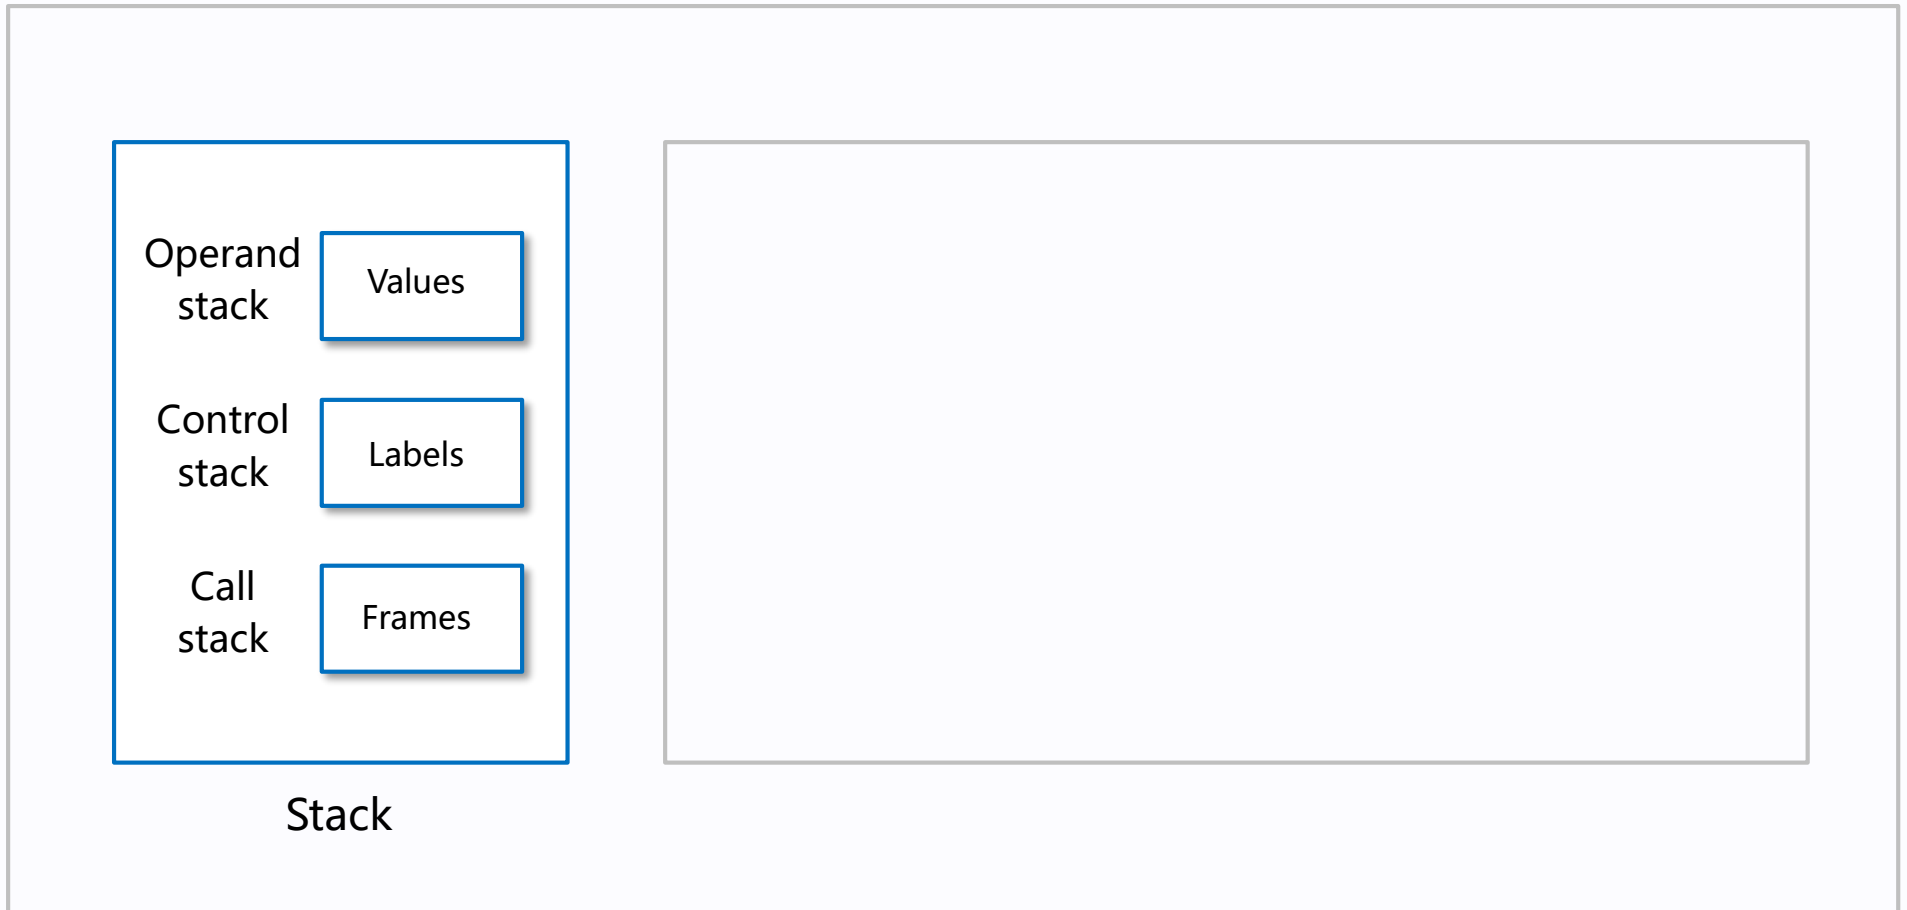 Operand
stack
Values
Control
stack
Labels
Call
stack
Frames
Stack